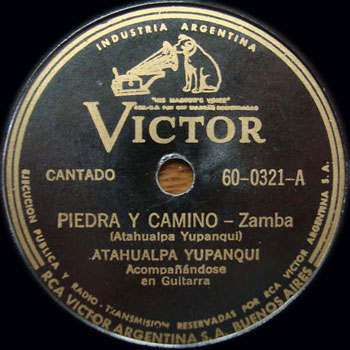 INDUSTRIA ARGENTINA
"HIS MASTER'S VOICE"
VICTOR
CANTADO
60-0321-A
PIEDRA Y CAMINO – Zamba
(Atahualpa Yupanqui)
ATAHUALPA YUPANQUI
Acompañándose
en Guitarra
EJECUCION PUBLICA Y RADIO - TRANSMISION RESERVADAS POR RCA VICTOR ARGENTINA S.A.
RCA VICTOR ARGENTINA S.A. BUENOS AIRES